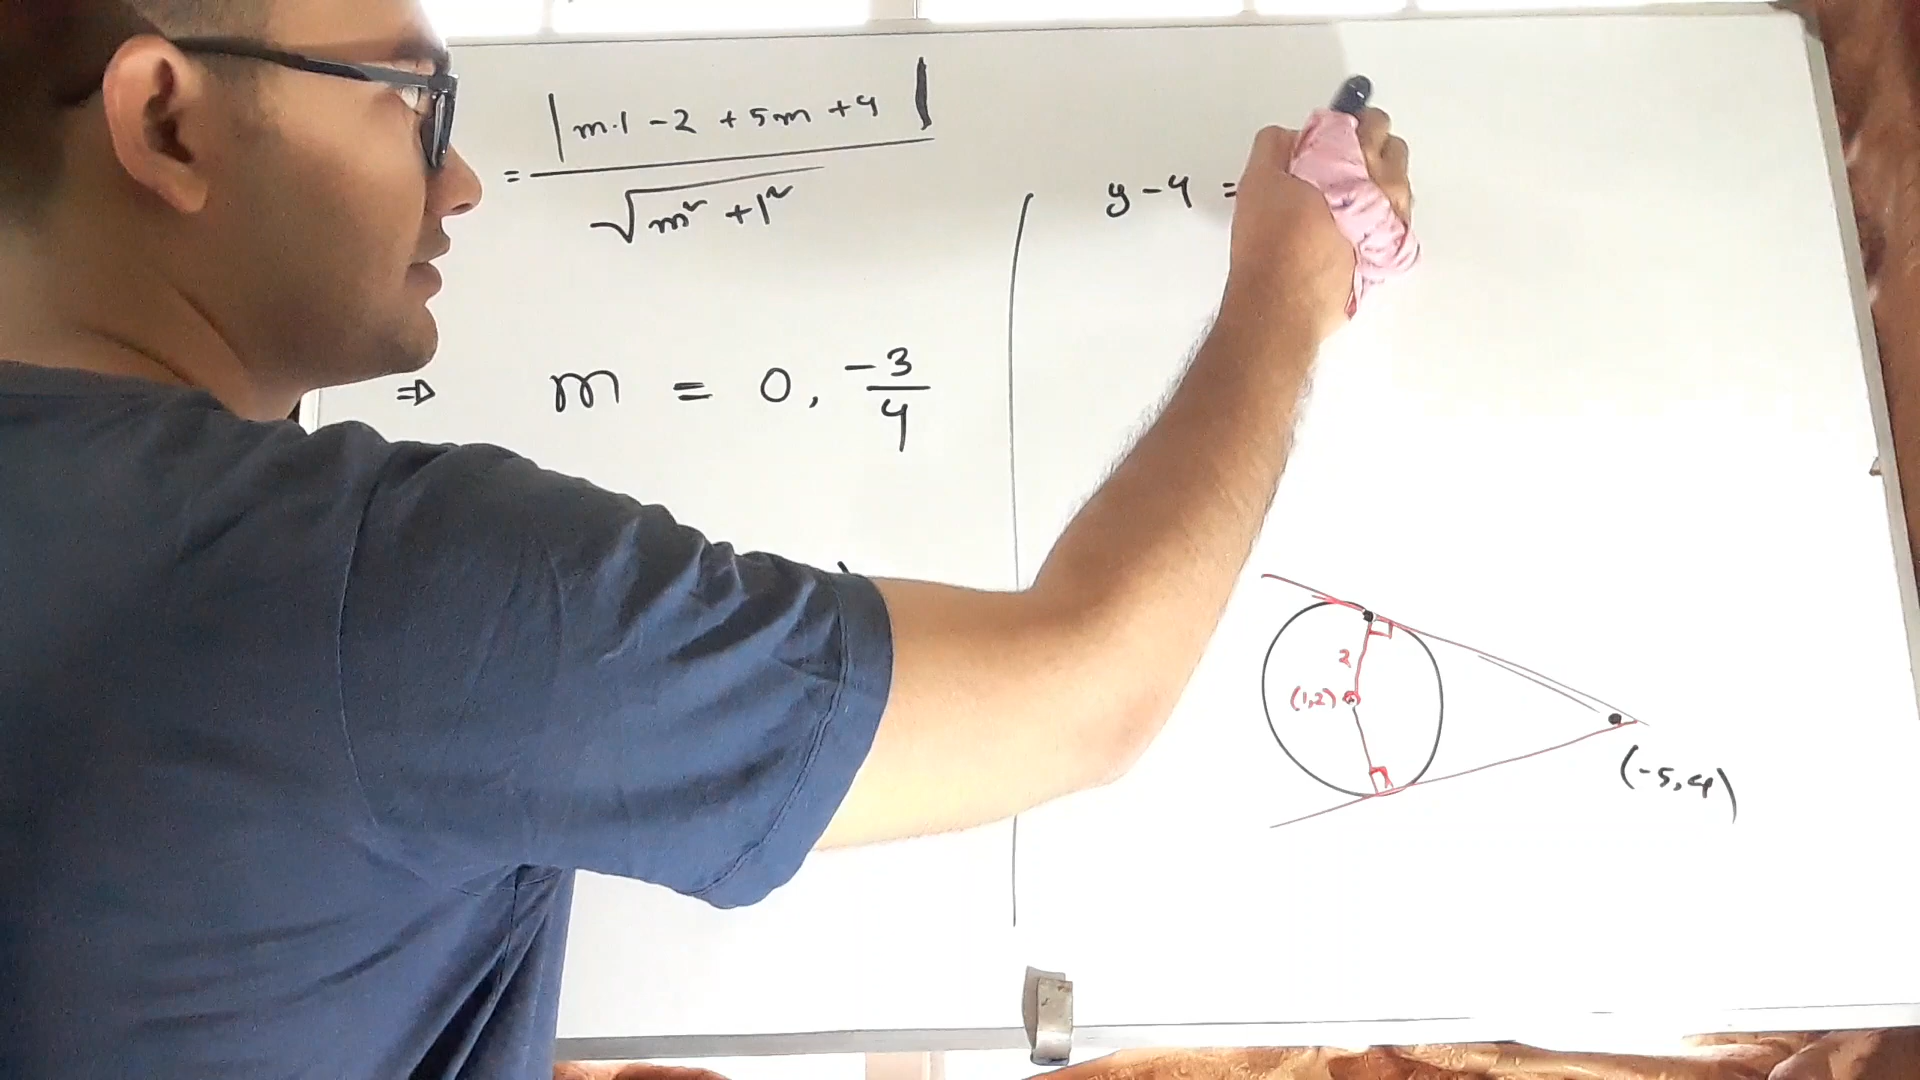 = |m·1 - 2 + 5m + 4| / √m² + 1²
⇒ m = 0, -3/4
y - 4 =
2
(1,2)
(-5,4)